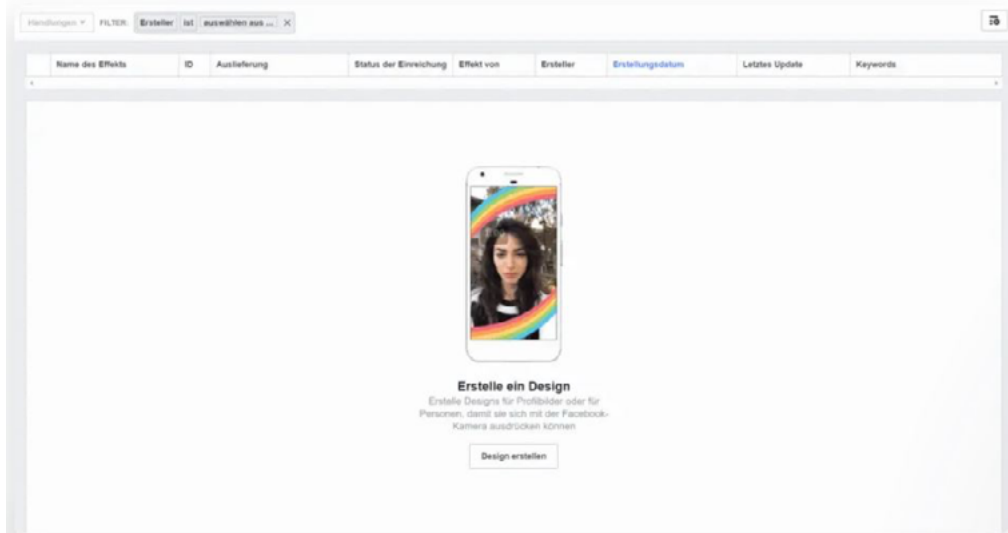 Handlungen FILTER: Ersteller ist auswählen aus ... ×
Name des Effekts ID Auslieferung Status der Einreichung Effekt von Ersteller Erstellungsdatum Letztes Update Keywords
Erstelle ein Design
Erstelle Designs für Profilbilder oder für
Personen, damit sie sich mit der Facebook-
Kamera ausdrücken können
Design erstellen